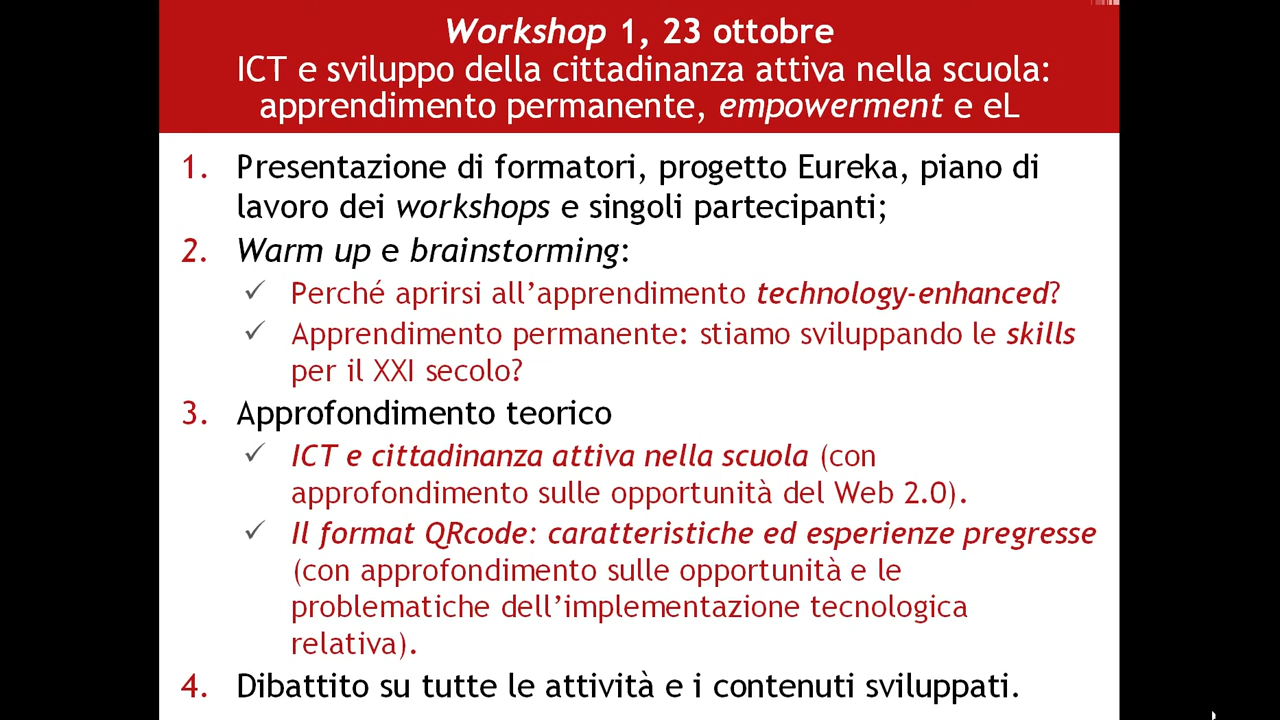 Workshop 1, 23 ottobre
ICT e sviluppo della cittadinanza attiva nella scuola:
apprendimento permanente, empowerment e eL
1. Presentazione di formatori, progetto Eureka, piano di
lavoro dei workshops e singoli partecipanti;
2. Warm up e brainstorming:
✓ Perché aprirsi all’apprendimento technology-enhanced?
✓ Apprendimento permanente: stiamo sviluppando le skills
per il XXI secolo?
3. Approfondimento teorico
✓ ICT e cittadinanza attiva nella scuola (con
approfondimento sulle opportunità del Web 2.0).
✓ Il format QRcode: caratteristiche ed esperienze pregresse
(con approfondimento sulle opportunità e le
problematiche dell’implementazione tecnologica
relativa).
4. Dibattito su tutte le attività e i contenuti sviluppati.